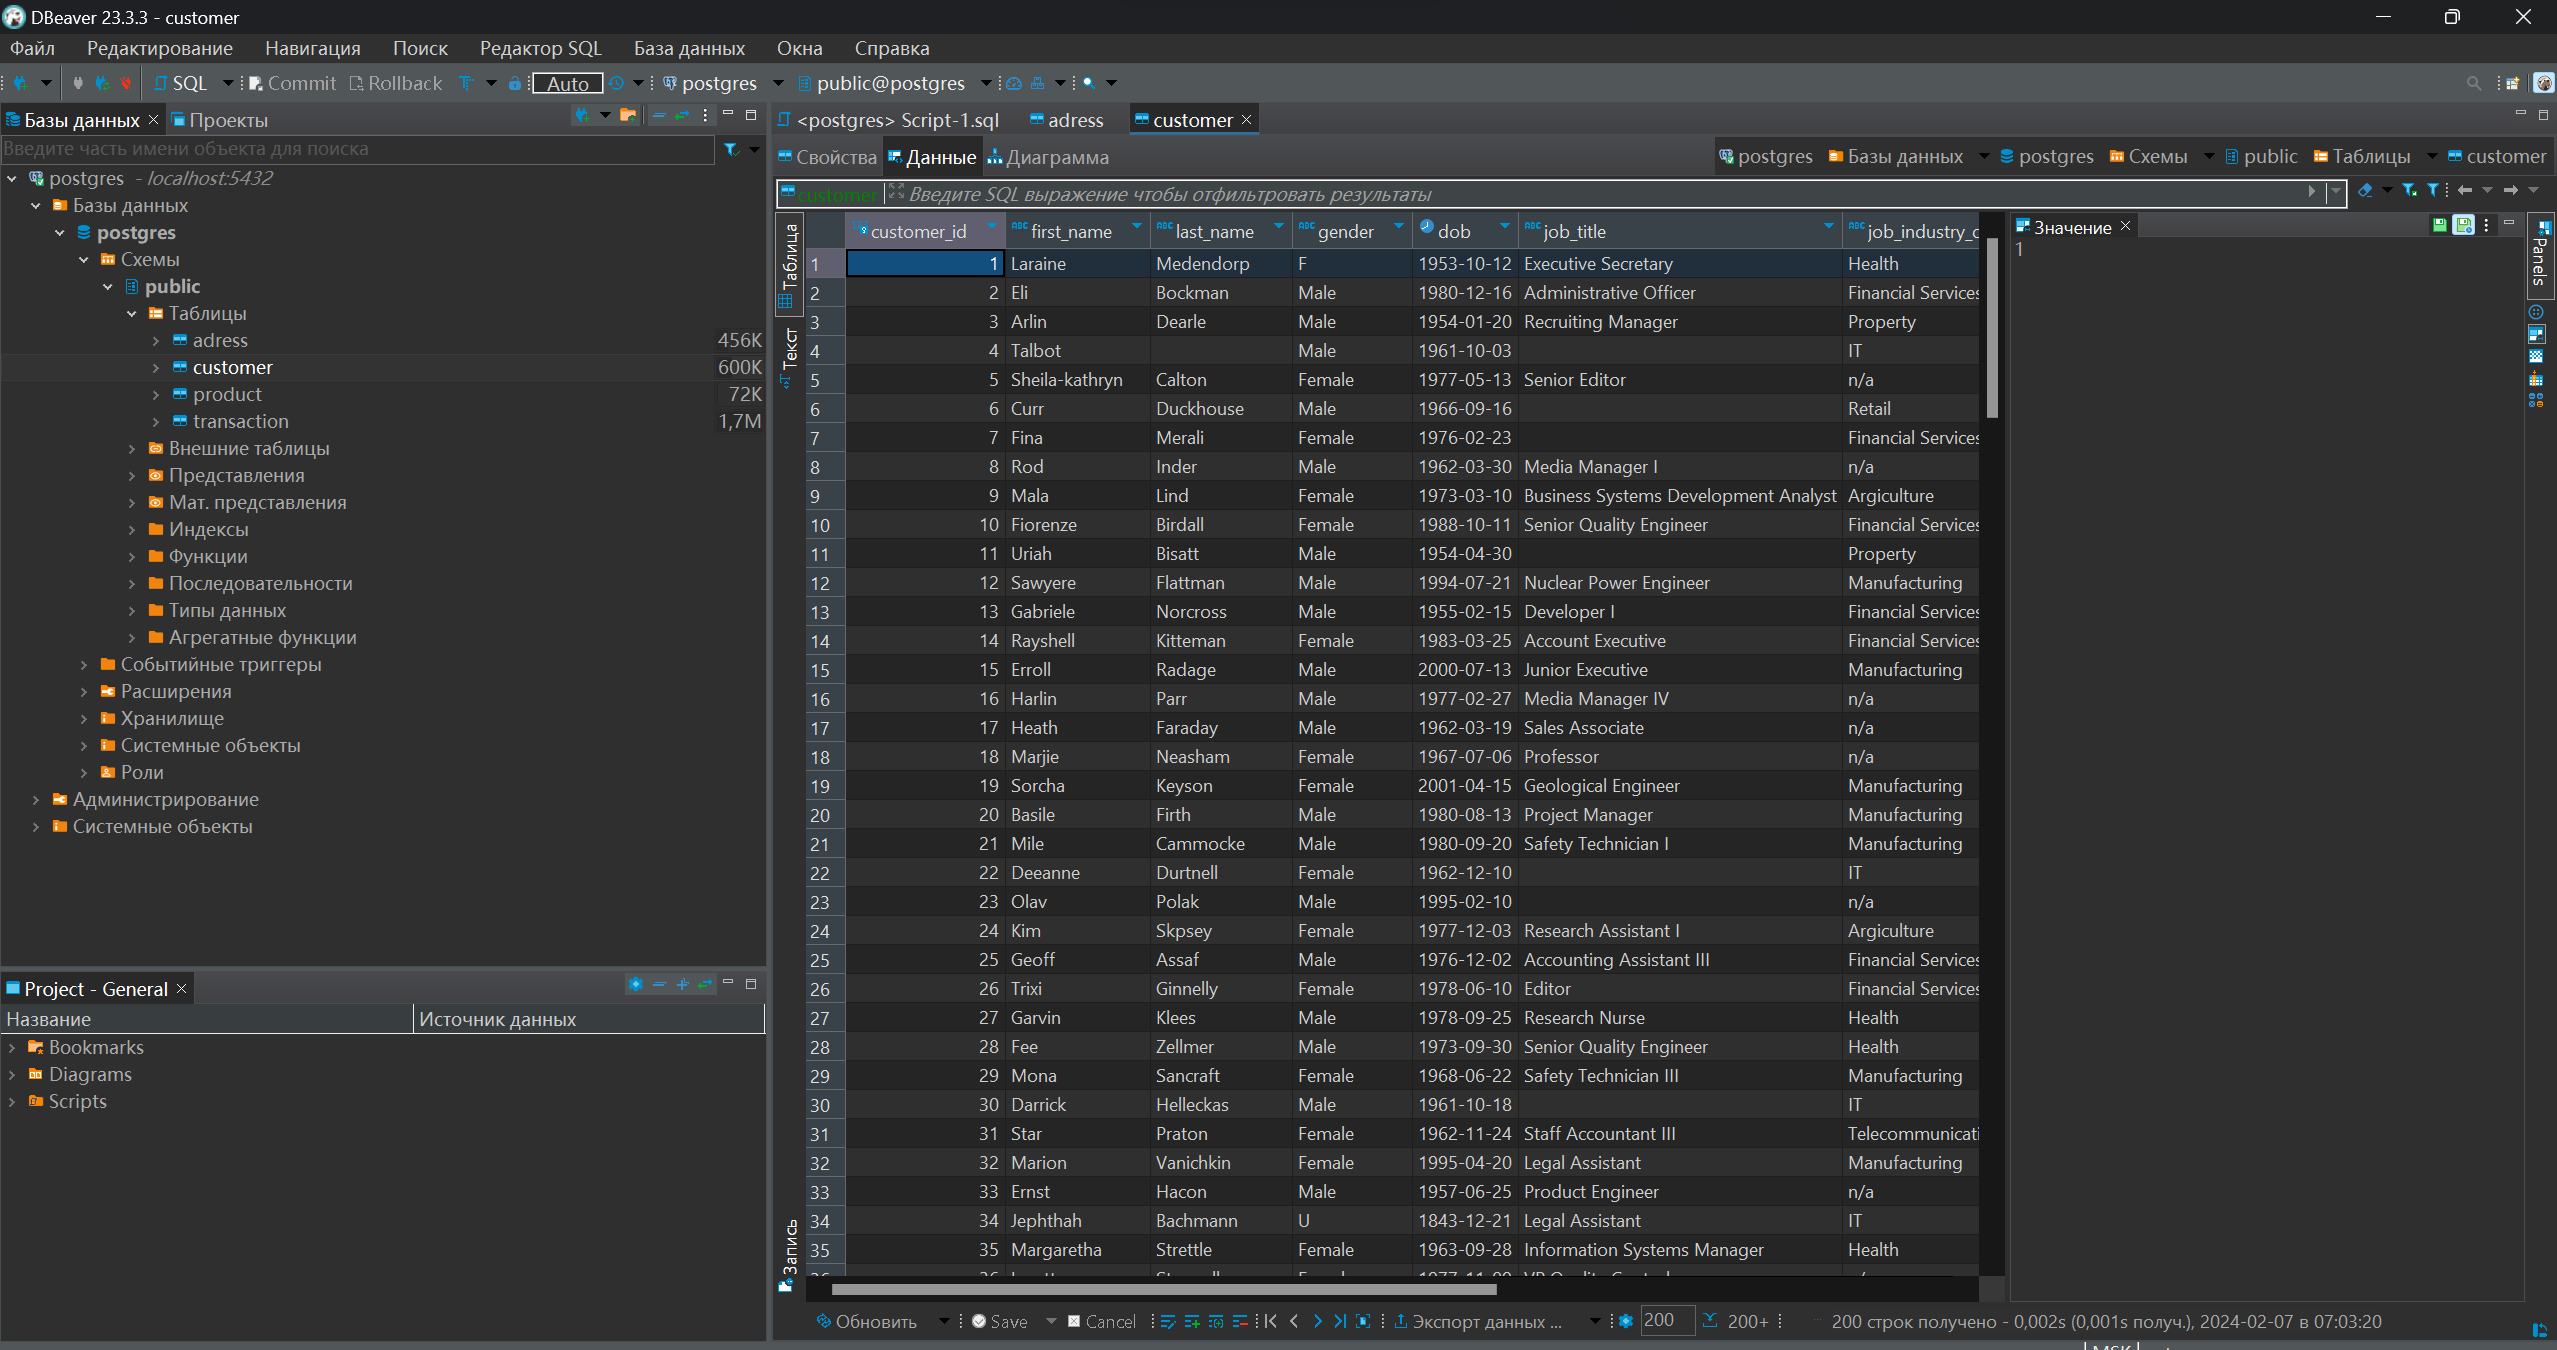 DBeaver 23.3.3 - customer
Файл Редактирование Навигация Поиск Редактор SQL База данных Окна Справка
SQL Commit Rollback Auto postgres public@postgres
Базы данных Проекты
Введите часть имени объекта для поиска
postgres - localhost:5432
Базы данных
postgres
Схемы
public
Таблицы
adress 456K
customer 600K
product 72K
transaction 1,7M
Внешние таблицы
Представления
Мат. представления
Индексы
Функции
Последовательности
Типы данных
Агрегатные функции
Событийные триггеры
Расширения
Хранилище
Системные объекты
Роли
Администрирование
Системные объекты
Project - General
Название Источник данных
Bookmarks
Diagrams
Scripts
<postgres> Script-1.sql adress customer
Свойства Данные Диаграмма postgres Базы данных postgres Схемы public Таблицы customer
customer Введите SQL выражение чтобы отфильтровать результаты
Таблица
Текст
Запись
customer_id first_name last_name gender dob job_title job_industry_c
1 1 Laraine Medendorp F 1953-10-12 Executive Secretary Health
2 2 Eli Bockman Male 1980-12-16 Administrative Officer Financial Services
3 3 Arlin Dearle Male 1954-01-20 Recruiting Manager Property
4 4 Talbot Male 1961-10-03 IT
5 5 Sheila-kathryn Calton Female 1977-05-13 Senior Editor n/a
6 6 Curr Duckhouse Male 1966-09-16 Retail
7 7 Fina Merali Female 1976-02-23 Financial Services
8 8 Rod Inder Male 1962-03-30 Media Manager I n/a
9 9 Mala Lind Female 1973-03-10 Business Systems Development Analyst Argiculture
10 10 Fiorenze Birdall Female 1988-10-11 Senior Quality Engineer Financial Services
11 11 Uriah Bisatt Male 1954-04-30 Property
12 12 Sawyere Flattman Male 1994-07-21 Nuclear Power Engineer Manufacturing
13 13 Gabriele Norcross Male 1955-02-15 Developer I Financial Services
14 14 Rayshell Kitteman Female 1983-03-25 Account Executive Financial Services
15 15 Erroll Radage Male 2000-07-13 Junior Executive Manufacturing
16 16 Harlin Parr Male 1977-02-27 Media Manager IV n/a
17 17 Heath Faraday Male 1962-03-19 Sales Associate n/a
18 18 Marjie Neasham Female 1967-07-06 Professor n/a
19 19 Sorcha Keyson Female 2001-04-15 Geological Engineer Manufacturing
20 20 Basile Firth Male 1980-08-13 Project Manager Manufacturing
21 21 Mile Cammocke Male 1980-09-20 Safety Technician I Manufacturing
22 22 Deeanne Durtnell Female 1962-12-10 IT
23 23 Olav Polak Male 1995-02-10 n/a
24 24 Kim Skpsey Female 1977-12-03 Research Assistant I Argiculture
25 25 Geoff Assaf Male 1976-12-02 Accounting Assistant III Financial Services
26 26 Trixi Ginnelly Female 1978-06-10 Editor Financial Services
27 27 Garvin Klees Male 1978-09-25 Research Nurse Health
28 28 Fee Zellmer Male 1973-09-30 Senior Quality Engineer Health
29 29 Mona Sancraft Female 1968-06-22 Safety Technician III Manufacturing
30 30 Darrick Helleckas Male 1961-10-18 IT
31 31 Star Praton Female 1962-11-24 Staff Accountant III Telecommunicati
32 32 Marion Vanichkin Female 1995-04-20 Legal Assistant Manufacturing
33 33 Ernst Hacon Male 1957-06-25 Product Engineer n/a
34 34 Jephthah Bachmann U 1843-12-21 Legal Assistant IT
35 35 Margaretha Strettle Female 1963-09-28 Information Systems Manager Health
Значение
1
Panels
Обновить Save Cancel Экспорт данных ... 200 200+ 200 строк получено - 0,002s (0,001s получ.), 2024-02-07 в 07:03:20